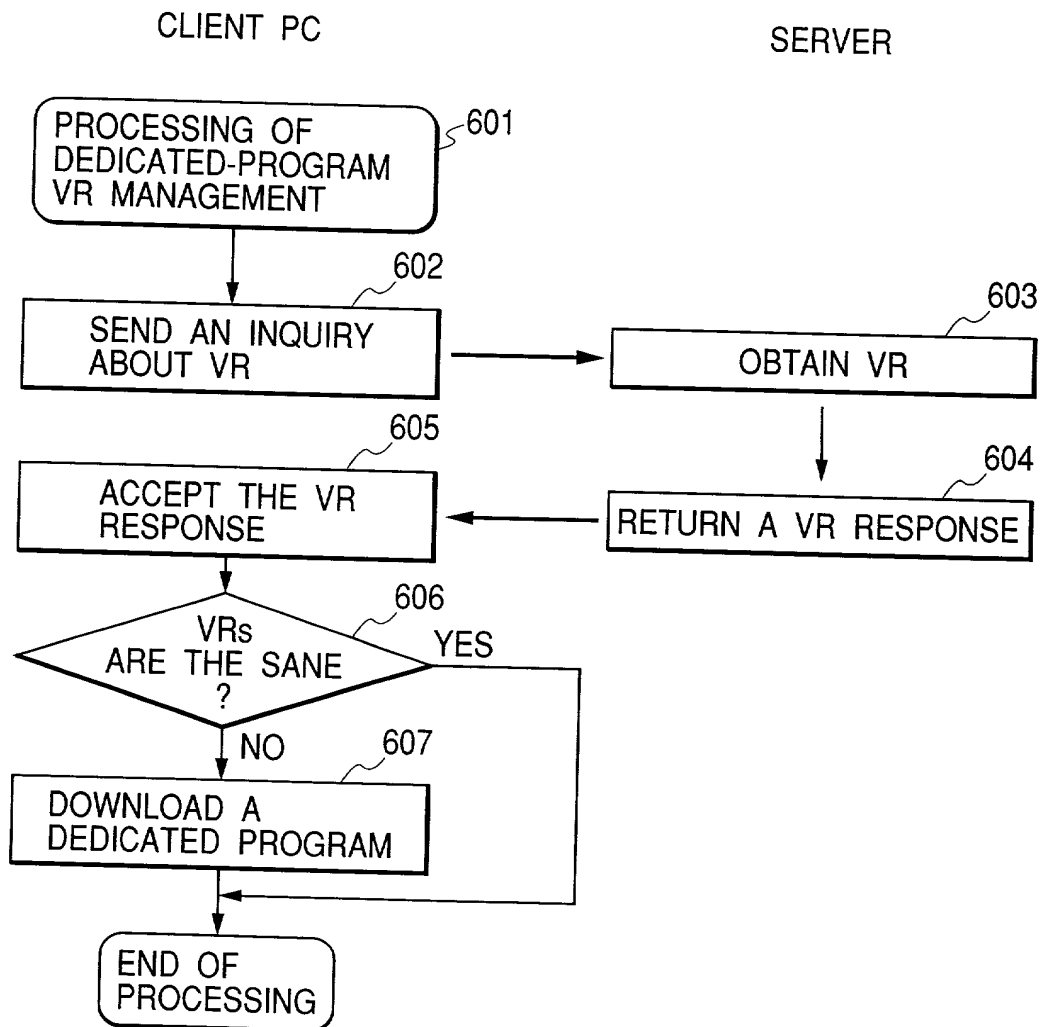 CLIENT PC
SERVER
PROCESSING OF
DEDICATED-PROGRAM
VR MANAGEMENT
601
602
SEND AN INQUIRY
ABOUT VR
603
OBTAIN VR
605
ACCEPT THE VR
RESPONSE
604
RETURN A VR RESPONSE
606
VRs
ARE THE SANE
?
YES
NO
607
DOWNLOAD A
DEDICATED PROGRAM
END OF
PROCESSING